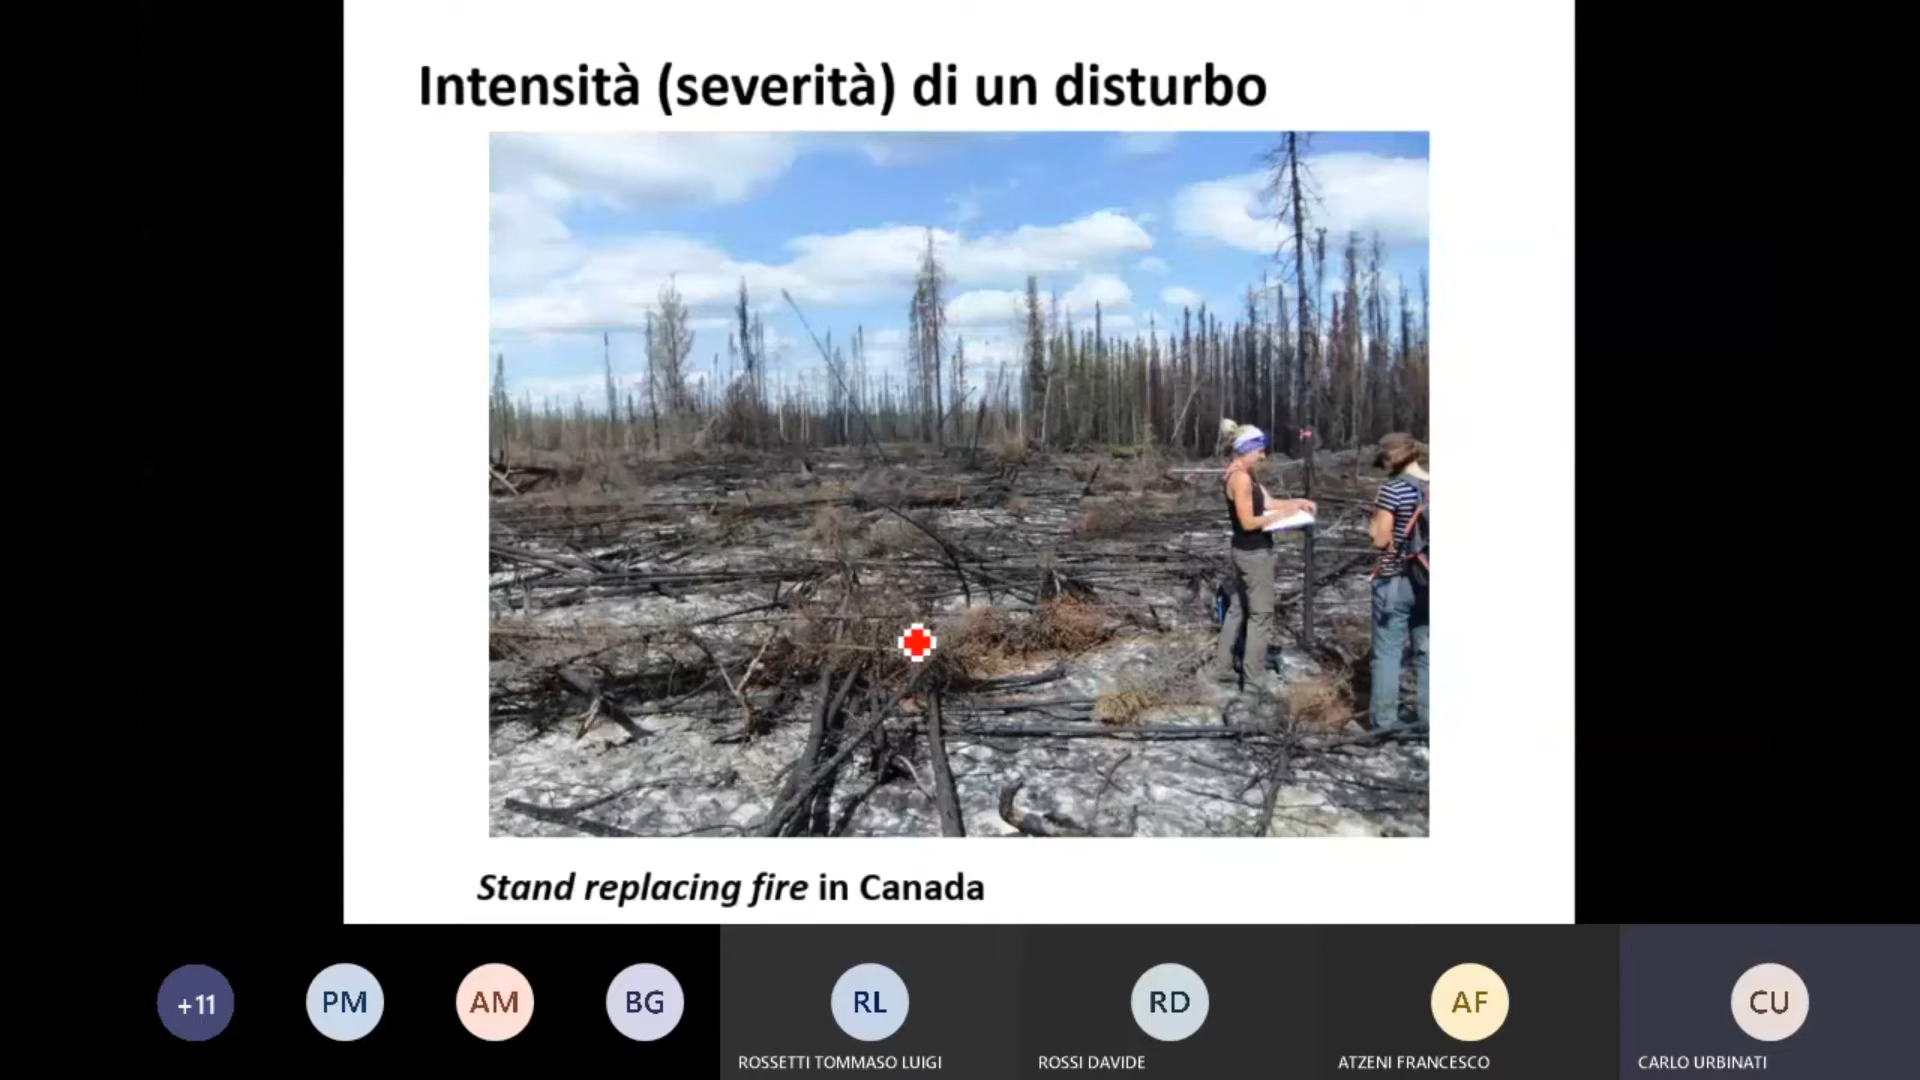 Intensità (severità) di un disturbo
Stand replacing fire in Canada
+11
PM
AM
BG
RL
RD
AF
CU
ROSSETTI TOMMASO LUIGI
ROSSI DAVIDE
ATZENI FRANCESCO
CARLO URBINATI